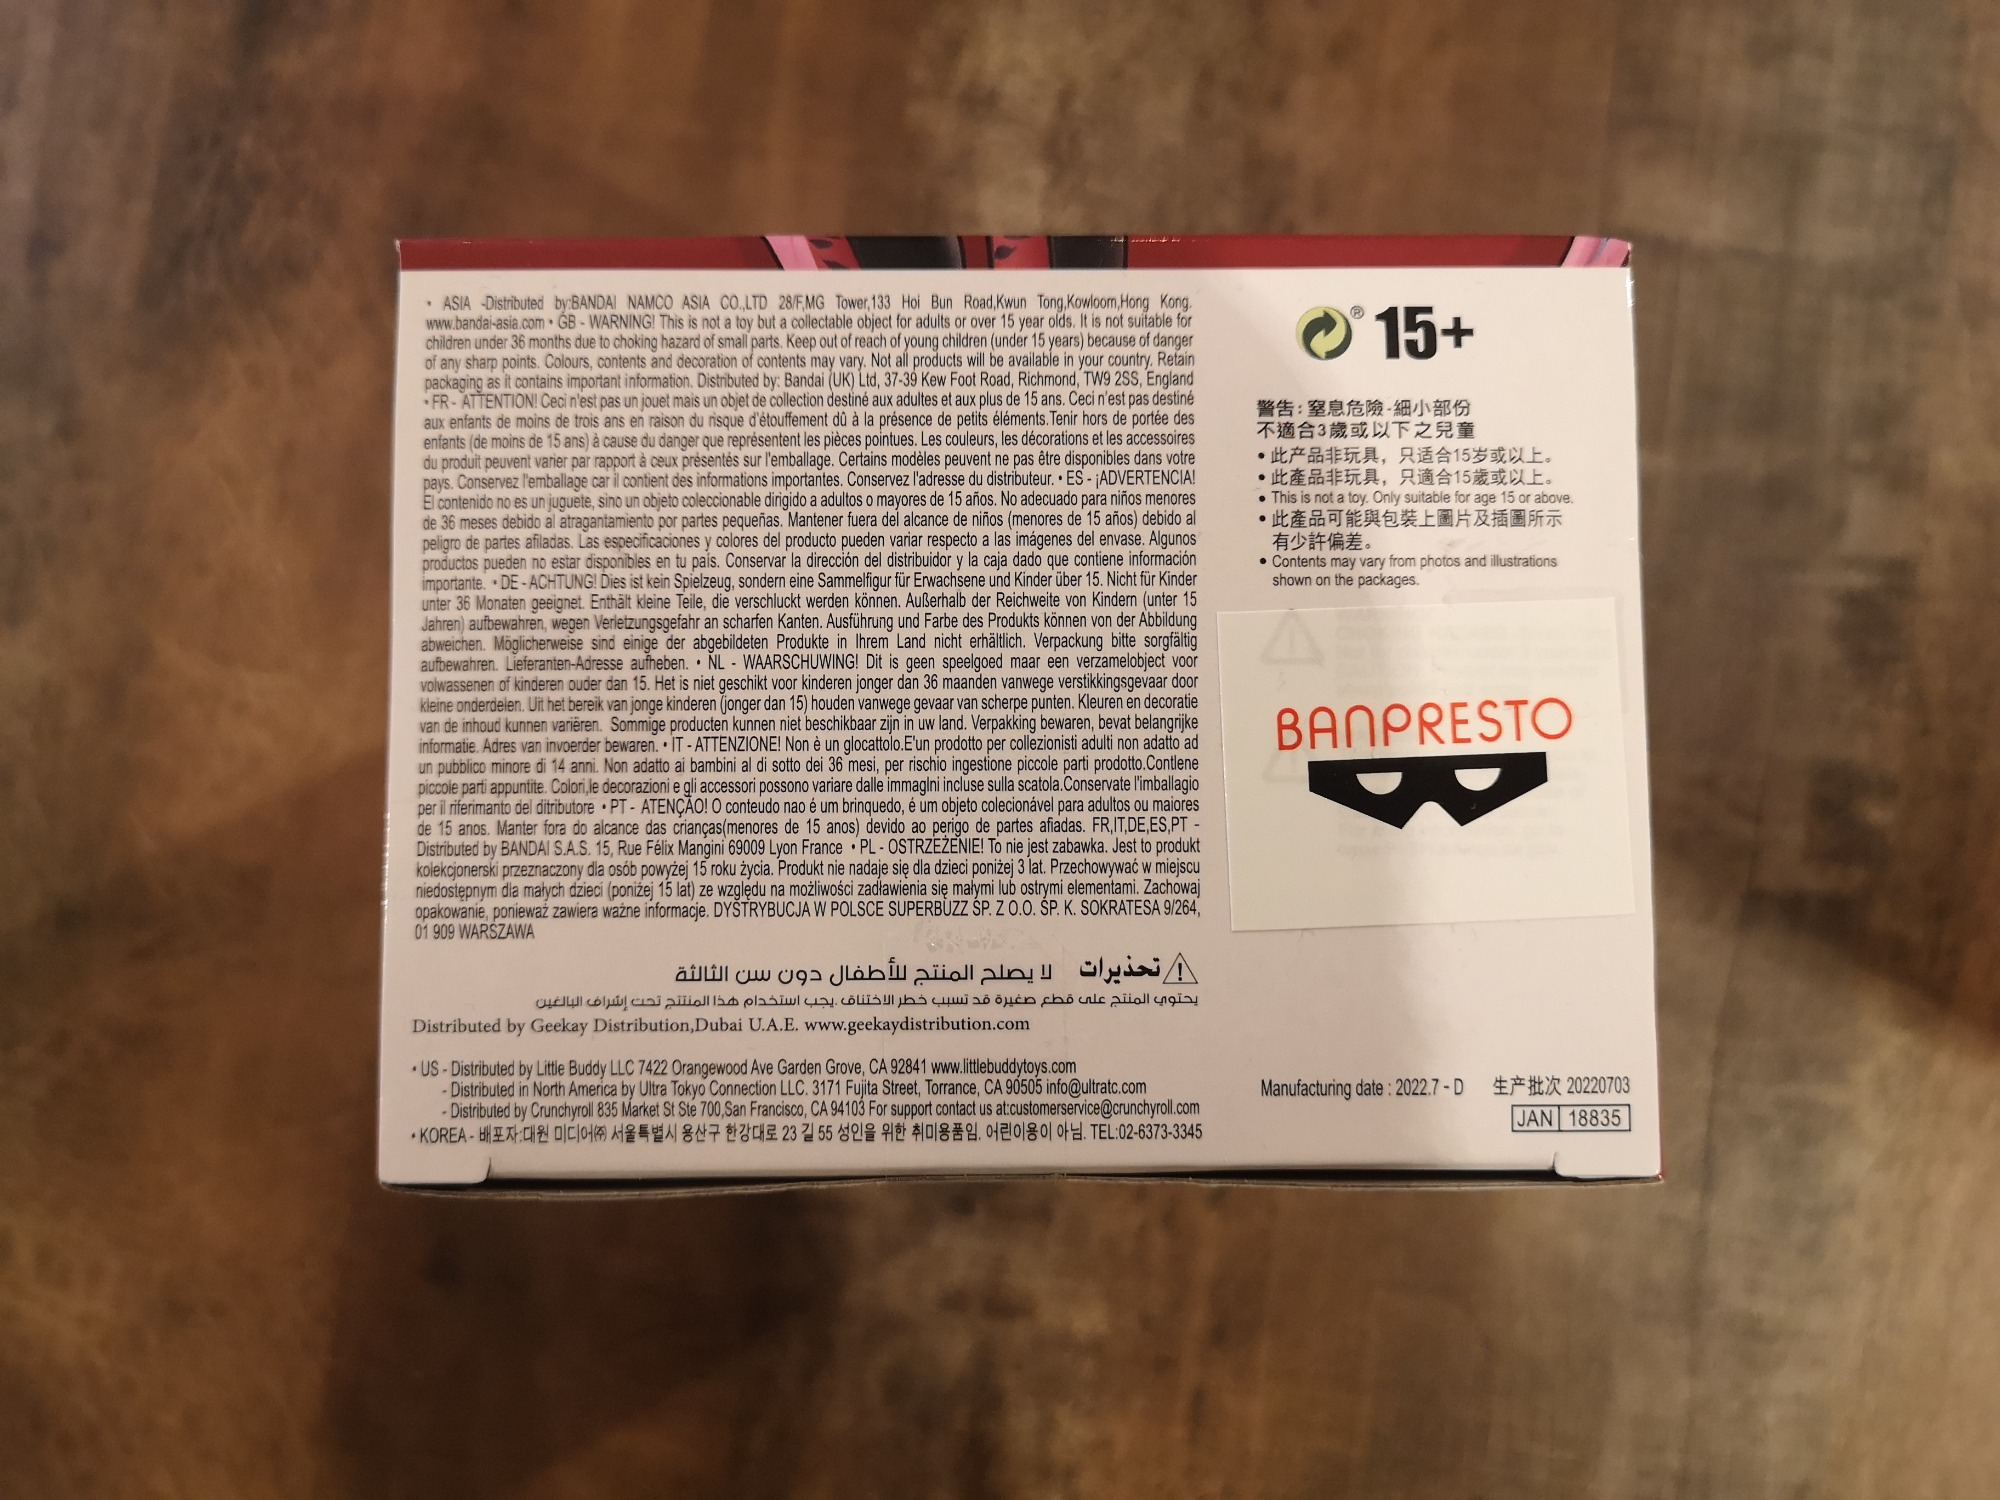 • ASIA -Distributed by:BANDAI NAMCO ASIA CO.,LTD 28/F,MG Tower,133 Hoi Bun Road,Kwun Tong,Kowloom,Hong Kong.
www.bandai-asia.com • GB - WARNING! This is not a toy but a collectable object for adults or over 15 year olds. It is not suitable for
children under 36 months due to choking hazard of small parts. Keep out of reach of young children (under 15 years) because of danger
of any sharp points. Colours, contents and decoration of contents may vary. Not all products will be available in your country. Retain
packaging as it contains important information. Distributed by: Bandai (UK) Ltd, 37-39 Kew Foot Road, Richmond, TW9 2SS, England
• FR - ATTENTION! Ceci n'est pas un jouet mais un objet de collection destiné aux adultes et aux plus de 15 ans. Ceci n'est pas destiné
aux enfants de moins de trois ans en raison du risque d'étouffement dû à la présence de petits éléments.Tenir hors de portée des
enfants (de moins de 15 ans) à cause du danger que représentent les pièces pointues. Les couleurs, les décorations et les accessoires
du produit peuvent varier par rapport à ceux présentés sur l'emballage. Certains modèles peuvent ne pas être disponibles dans votre
pays. Conservez l'emballage car il contient des informations importantes. Conservez l'adresse du distributeur. • ES - ¡ADVERTENCIA!
El contenido no es un juguete, sino un objeto coleccionable dirigido a adultos o mayores de 15 años. No adecuado para niños menores
de 36 meses debido al atragantamiento por partes pequeñas. Mantener fuera del alcance de niños (menores de 15 años) debido al
peligro de partes afiladas. Las especificaciones y colores del producto pueden variar respecto a las imágenes del envase. Algunos
productos pueden no estar disponibles en tu país. Conservar la dirección del distribuidor y la caja dado que contiene información
importante. • DE - ACHTUNG! Dies ist kein Spielzeug, sondern eine Sammelfigur für Erwachsene und Kinder über 15. Nicht für Kinder
unter 36 Monaten geeignet. Enthält kleine Teile, die verschluckt werden können. Außerhalb der Reichweite von Kindern (unter 15
Jahren) aufbewahren, wegen Verletzungsgefahr an scharfen Kanten. Ausführung und Farbe des Produkts können von der Abbildung
abweichen. Möglicherweise sind einige der abgebildeten Produkte in Ihrem Land nicht erhältlich. Verpackung bitte sorgfältig
aufbewahren. Lieferanten-Adresse aufheben. • NL - WAARSCHUWING! Dit is geen speelgoed maar een verzamelobject voor
volwassenen of kinderen ouder dan 15. Het is niet geschikt voor kinderen jonger dan 36 maanden vanwege verstikkingsgevaar door
kleine onderdelen. Uit het bereik van jonge kinderen (jonger dan 15) houden vanwege gevaar van scherpe punten. Kleuren en decoratie
van de inhoud kunnen variëren. Sommige producten kunnen niet beschikbaar zijn in uw land. Verpakking bewaren, bevat belangrijke
informatie. Adres van invoerder bewaren. • IT - ATTENZIONE! Non è un glocattolo.E'un prodotto per collezionisti adulti non adatto ad
un pubblico minore di 14 anni. Non adatto ai bambini al di sotto dei 36 mesi, per rischio ingestione piccole parti prodotto.Contlene
piccole parti appuntite. Colori,le decorazioni e gli accessori possono variare dalle immaglni incluse sulla scatola.Conservate l'imballagio
per il riferimanto del ditributore • PT - ATENÇÃO! O conteudo nao é um brinquedo, é um objeto colecionável para adultos ou maiores
de 15 anos. Manter fora do alcance das crianças(menores de 15 anos) devido ao perigo de partes afiadas. FR,IT,DE,ES,PT -
Distributed by BANDAI S.A.S. 15, Rue Félix Mangini 69009 Lyon France • PL - OSTRZEŻENIE! To nie jest zabawka. Jest to produkt
kolekcjonerski przeznaczony dla osób powyżej 15 roku życia. Produkt nie nadaje się dla dzieci poniżej 3 lat. Przechowywać w miejscu
niedostępnym dla małych dzieci (poniżej 15 lat) ze względu na możliwości zadławienia się małymi lub ostrymi elementami. Zachowaj
opakowanie, ponieważ zawiera ważne informacje. DYSTRYBUCJA W POLSCE SUPERBUZZ SP. Z O.O. SP. K. SOKRATESA 9/264,
01 909 WARSZAWA
تحذيرات لا يصلح المنتج للأطفال دون سن الثالثة
يحتوي المنتج على قطع صغيرة قد تسبب خطر الاختناق .يجب استخدام هذا المنتتج تحت إشراف البالغين
Distributed by Geekay Distribution,Dubai U.A.E. www.geekaydistribution.com
• US - Distributed by Little Buddy LLC 7422 Orangewood Ave Garden Grove, CA 92841 www.littlebuddytoys.com
- Distributed in North America by Ultra Tokyo Connection LLC. 3171 Fujita Street, Torrance, CA 90505 info@ultratc.com
- Distributed by Crunchyroll 835 Market St Ste 700,San Francisco, CA 94103 For support contact us at:customerservice@crunchyroll.com
• KOREA - 배포자:대원 미디어㈜ 서울특별시 용산구 한강대로 23 길 55 성인을 위한 취미용품임. 어린이용이 아님. TEL:02-6373-3345
® 15+
警告: 窒息危險-細小部份
不適合3歲或以下之兒童
• 此产品非玩具，只适合15岁或以上。
• 此產品非玩具，只適合15歲或以上。
• This is not a toy. Only suitable for age 15 or above.
• 此產品可能與包裝上圖片及插圖所示
有少許偏差。
• Contents may vary from photos and illustrations
shown on the packages.
BANPRESTO
Manufacturing date : 2022.7 - D 生产批次 20220703
JAN 18835